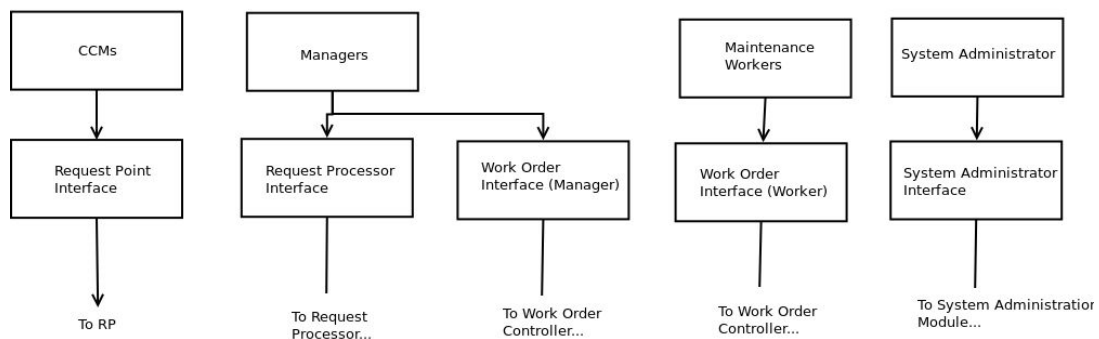 CCMs
Managers
Maintenance
Workers
System Administrator
Request Point
Interface
Request Processor
Interface
Work Order
Interface (Manager)
Work Order
Interface (Worker)
System Administrator
Interface
To RP
To Request
Processor...
To Work Order
Controller...
To Work Order
Controller...
To System Administration
Module...